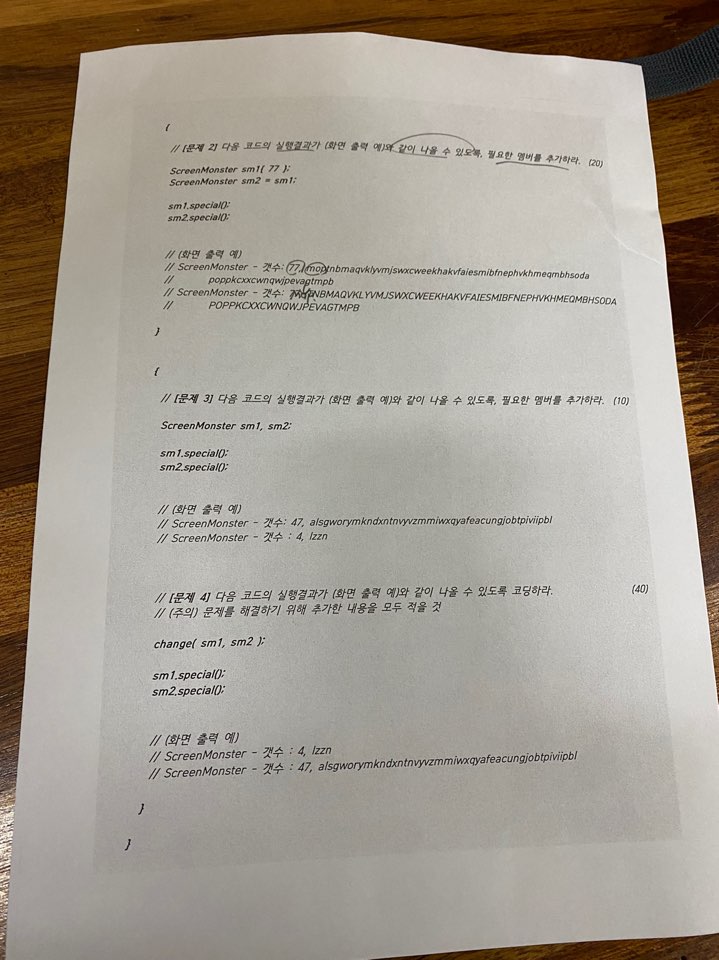 {
// [문제 2] 다음 코드의 실행결과가 (화면 출력 예)와 같이 나올 수 있도록, 필요한 멤버를 추가하라. (20)
ScreenMonster sm1{ 77 };
ScreenMonster sm2 = sm1;
sm1.special();
sm2.special();
// (화면 출력 예)
// ScreenMonster - 갯수: 77, moptnbmaqvklyvmjswxcweekhakvfaiesmibfnephvkhmeqmbhsoda
// poppkcxxcwnqwjpevagtmpb
// ScreenMonster - 갯수: NBMAQVKLYVMJSWXCWEEKHAKVFAIESMIBFNEPHVKHMEQMBHSODA
// POPPKCXXCWNQWJPEVAGTMPB
}
{
// [문제 3] 다음 코드의 실행결과가 (화면 출력 예)와 같이 나올 수 있도록, 필요한 멤버를 추가하라. (10)
ScreenMonster sm1, sm2;
sm1.special();
sm2.special();
// (화면 출력 예)
// ScreenMonster - 갯수: 47, alsgworymkndxntnvyvzmmiwxqyafeacungjobtpiviipbl
// ScreenMonster - 갯수 : 4, lzzn
// [문제 4] 다음 코드의 실행결과가 (화면 출력 예)와 같이 나올 수 있도록 코딩하라. (40)
// (주의) 문제를 해결하기 위해 추가한 내용을 모두 적을 것
change( sm1, sm2 );
sm1.special();
sm2.special();
// (화면 출력 예)
// ScreenMonster - 갯수 : 4, lzzn
// ScreenMonster - 갯수 : 47, alsgworymkndxntnvyvzmmiwxqyafeacungjobtpiviipbl
}
}